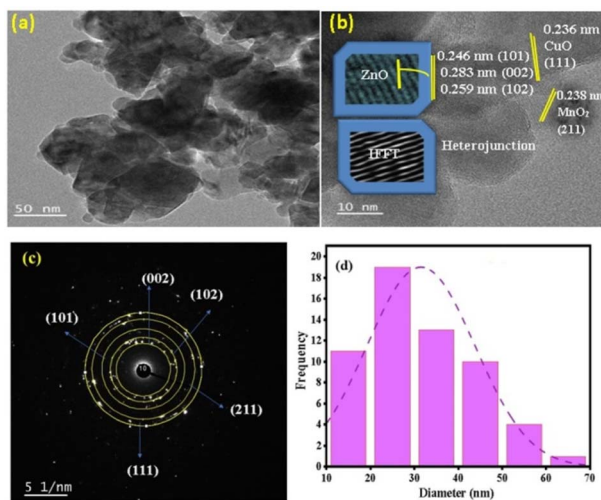 (a)
50 nm
(b)
ZnO
0.246 nm (101)
0.283 nm (002)
0.259 nm (102)
0.236 nm
CuO
(111)
0.238 nm
MnO₂
(211)
IFFT
Heterojunction
10 nm
(c)
(002)
(102)
(101)
(211)
(111)
10
5 1/nm
(d)
Frequency
20
18
16
14
12
10
8
6
4
2
0
10 20 30 40 50 60 70
Diameter (nm)